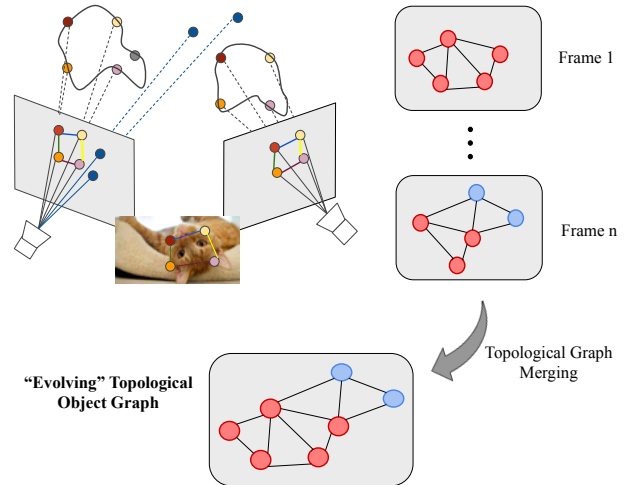 Frame 1
Frame n
Topological Graph
Merging
“Evolving” Topological
Object Graph